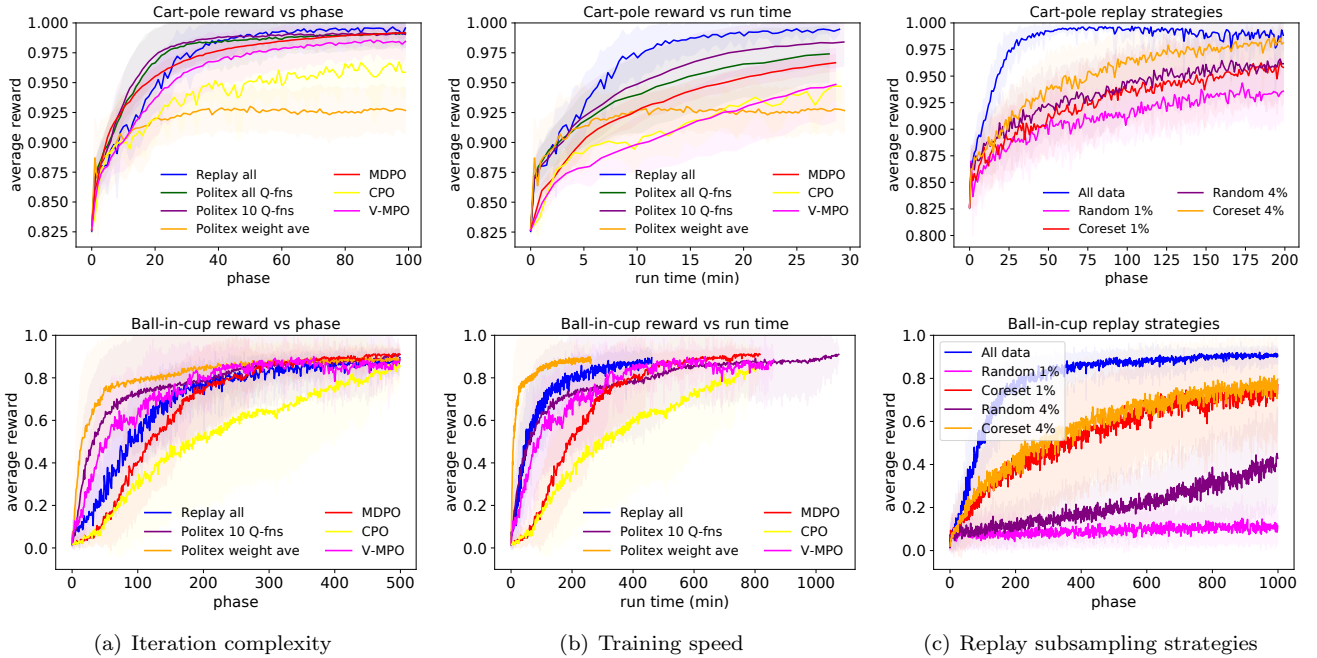 Cart-pole reward vs phase
1.000
0.975
0.950
0.925
0.900
0.875
0.850
0.825
average reward
Replay all
Politex all Q-fns
Politex 10 Q-fns
Politex weight ave
MDPO
CPO
V-MPO
0 20 40 60 80 100
phase
Cart-pole reward vs run time
1.000
0.975
0.950
0.925
0.900
0.875
0.850
0.825
average reward
Replay all
Politex all Q-fns
Politex 10 Q-fns
Politex weight ave
MDPO
CPO
V-MPO
0 5 10 15 20 25 30
run time (min)
Cart-pole replay strategies
1.000
0.975
0.950
0.925
0.900
0.875
0.850
0.825
0.800
average reward
All data
Random 1%
Coreset 1%
Random 4%
Coreset 4%
0 25 50 75 100 125 150 175 200
phase
Ball-in-cup reward vs phase
1.0
0.8
0.6
0.4
0.2
0.0
average reward
Replay all
Politex 10 Q-fns
Politex weight ave
MDPO
CPO
V-MPO
0 100 200 300 400 500
phase
Ball-in-cup reward vs run time
1.0
0.8
0.6
0.4
0.2
0.0
average reward
Replay all
Politex 10 Q-fns
Politex weight ave
MDPO
CPO
V-MPO
0 200 400 600 800 1000
run time (min)
Ball-in-cup replay strategies
1.0
0.8
0.6
0.4
0.2
0.0
average reward
All data
Random 1%
Coreset 1%
Random 4%
Coreset 4%
0 200 400 600 800 1000
phase
(a) Iteration complexity
(b) Training speed
(c) Replay subsampling strategies